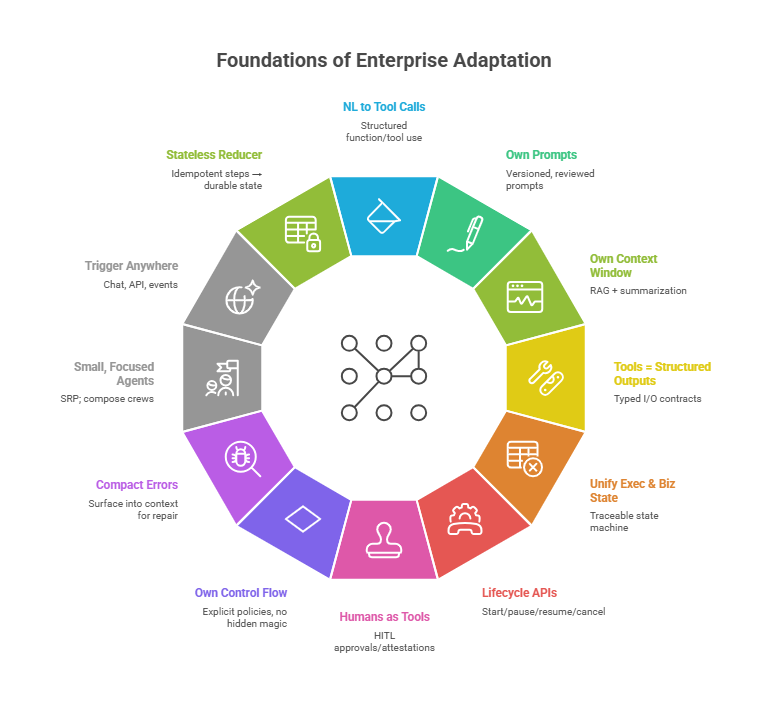 Foundations of Enterprise Adaptation
NL to Tool Calls
Structured
function/tool use
Own Prompts
Versioned, reviewed
prompts
Own Context
Window
RAG + summarization
Tools = Structured
Outputs
Typed I/O contracts
Unify Exec & Biz
State
Traceable state
machine
Lifecycle APIs
Start/pause/resume/cancel
Humans as Tools
HITL
approvals/attestations
Own Control Flow
Explicit policies, no
hidden magic
Compact Errors
Surface into context
for repair
Small, Focused
Agents
SRP; compose crews
Trigger Anywhere
Chat, API, events
Stateless Reducer
Idempotent steps →
durable state